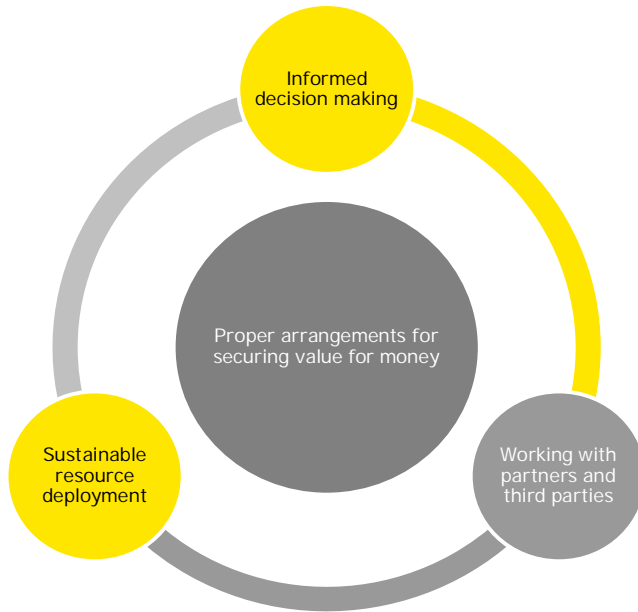 Informed
decision making
Proper arrangements for
securing value for money
Sustainable
resource
deployment
Working with
partners and
third parties